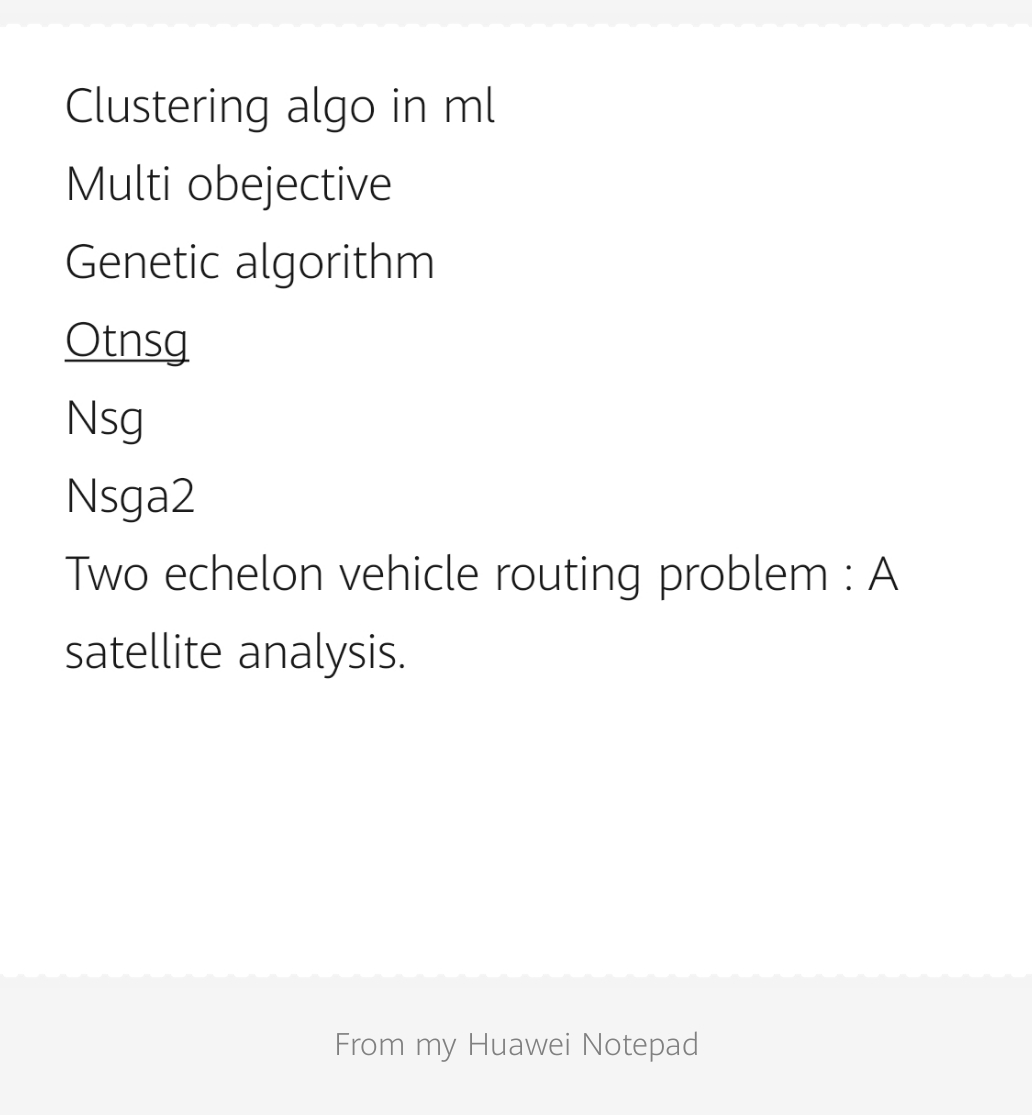 Clustering algo in ml
Multi obejective
Genetic algorithm
Otnsg
Nsg
Nsga2
Two echelon vehicle routing problem : A
satellite analysis.
From my Huawei Notepad